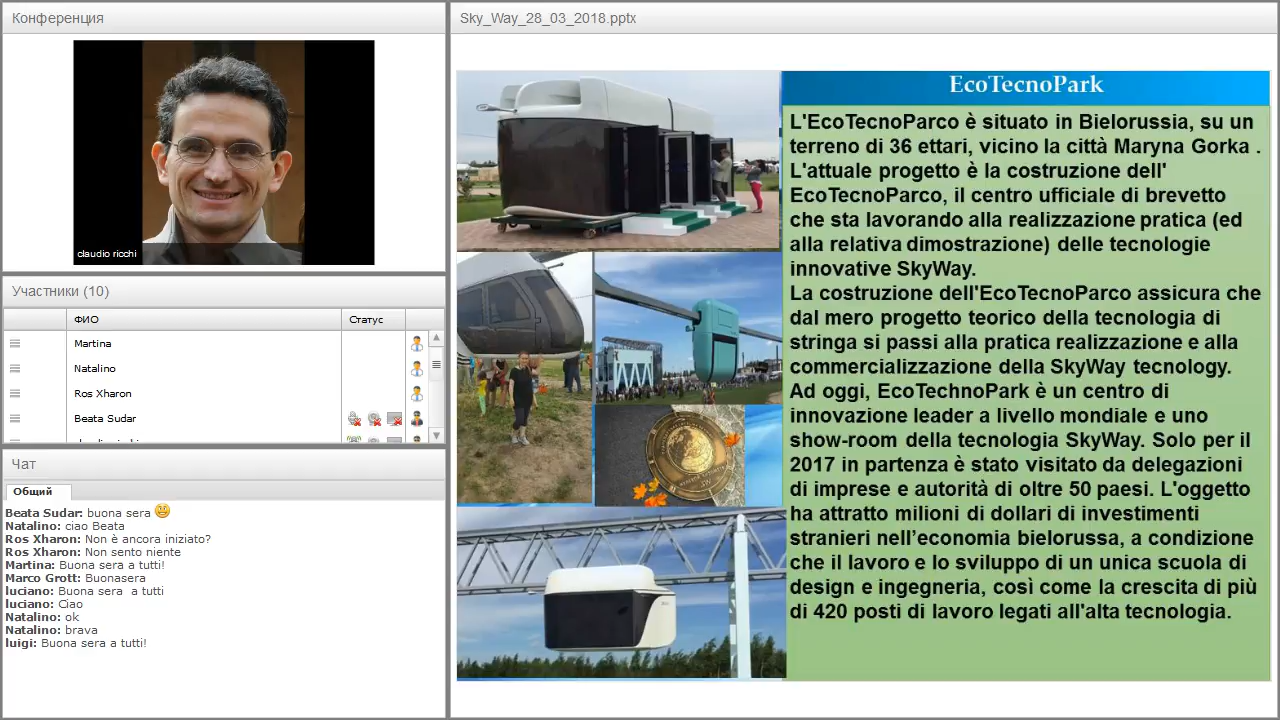 Конференция
claudio ricchi
Участники (10)
ФИО
Статус
Martina
Natalino
Ros Xharon
Beata Sudar
Чат
Общий
Beata Sudar: buona sera
Natalino: ciao Beata
Ros Xharon: Non è ancora iniziato?
Ros Xharon: Non sento niente
Martina: Buona sera a tutti!
Marco Grott: Buonasera
luciano: Buona sera a tutti
luciano: Ciao
Natalino: ok
Natalino: brava
luigi: Buona sera a tutti!
Sky_Way_28_03_2018.pptx
EcoTecnoPark
L'EcoTecnoParco è situato in Bielorussia, su un
terreno di 36 ettari, vicino la città Maryna Gorka .
L'attuale progetto è la costruzione dell'
EcoTecnoParco, il centro ufficiale di brevetto
che sta lavorando alla realizzazione pratica (ed
alla relativa dimostrazione) delle tecnologie
innovative SkyWay.
La costruzione dell'EcoTecnoParco assicura che
dal mero progetto teorico della tecnologia di
stringa si passi alla pratica realizzazione e alla
commercializzazione della SkyWay tecnology.
Ad oggi, EcoTechnoPark è un centro di
innovazione leader a livello mondiale e uno
show-room della tecnologia SkyWay. Solo per il
2017 in partenza è stato visitato da delegazioni
di imprese e autorità di oltre 50 paesi. L'oggetto
ha attratto milioni di dollari di investimenti
stranieri nell’economia bielorussa, a condizione
che il lavoro e lo sviluppo di un unica scuola di
design e ingegneria, così come la crescita di più
di 420 posti di lavoro legati all'alta tecnologia.